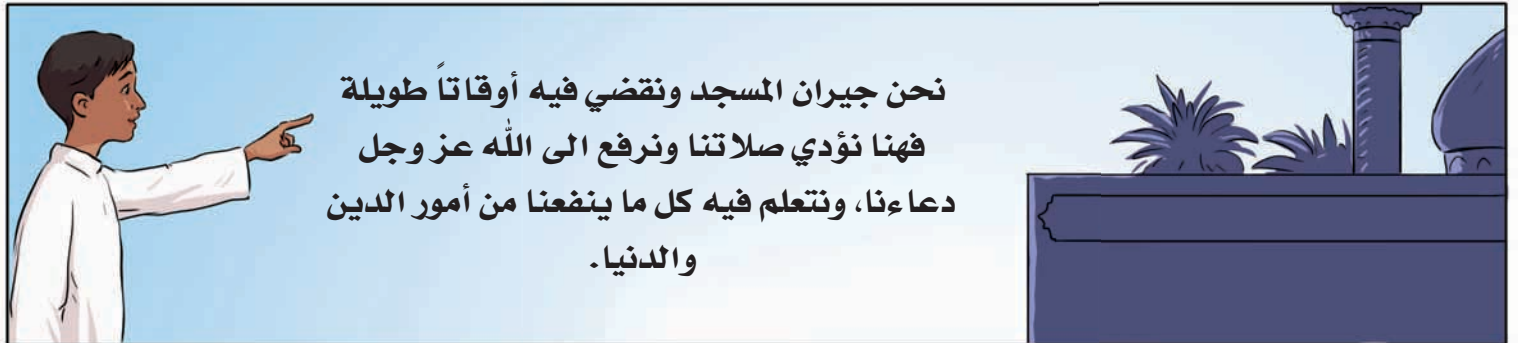 نحن جيران المسجد ونقضي فيه أوقاتاً طويلة
فهنا نؤدي صلاتنا ونرفع الى الله عز وجل
دعاءنا، ونتعلم فيه كل ما ينفعنا من أمور الدين
والدنيا.